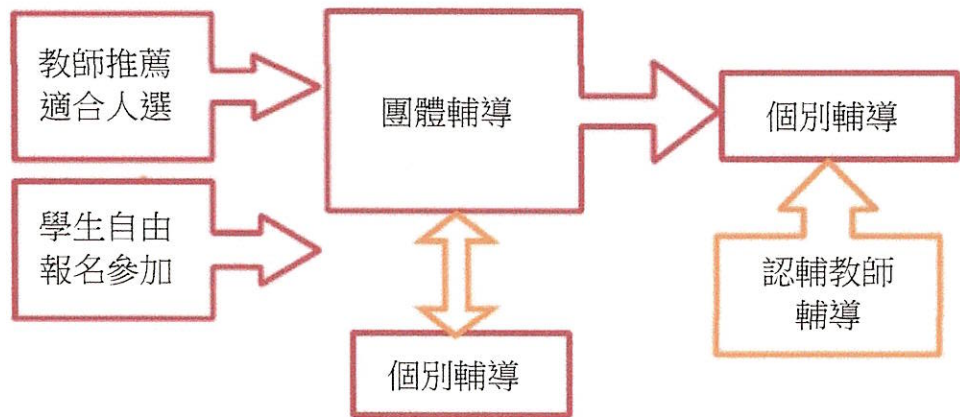 教師推薦
適合人選
團體輔導
個別輔導
學生自由
報名參加
認輔教師
輔導
個別輔導